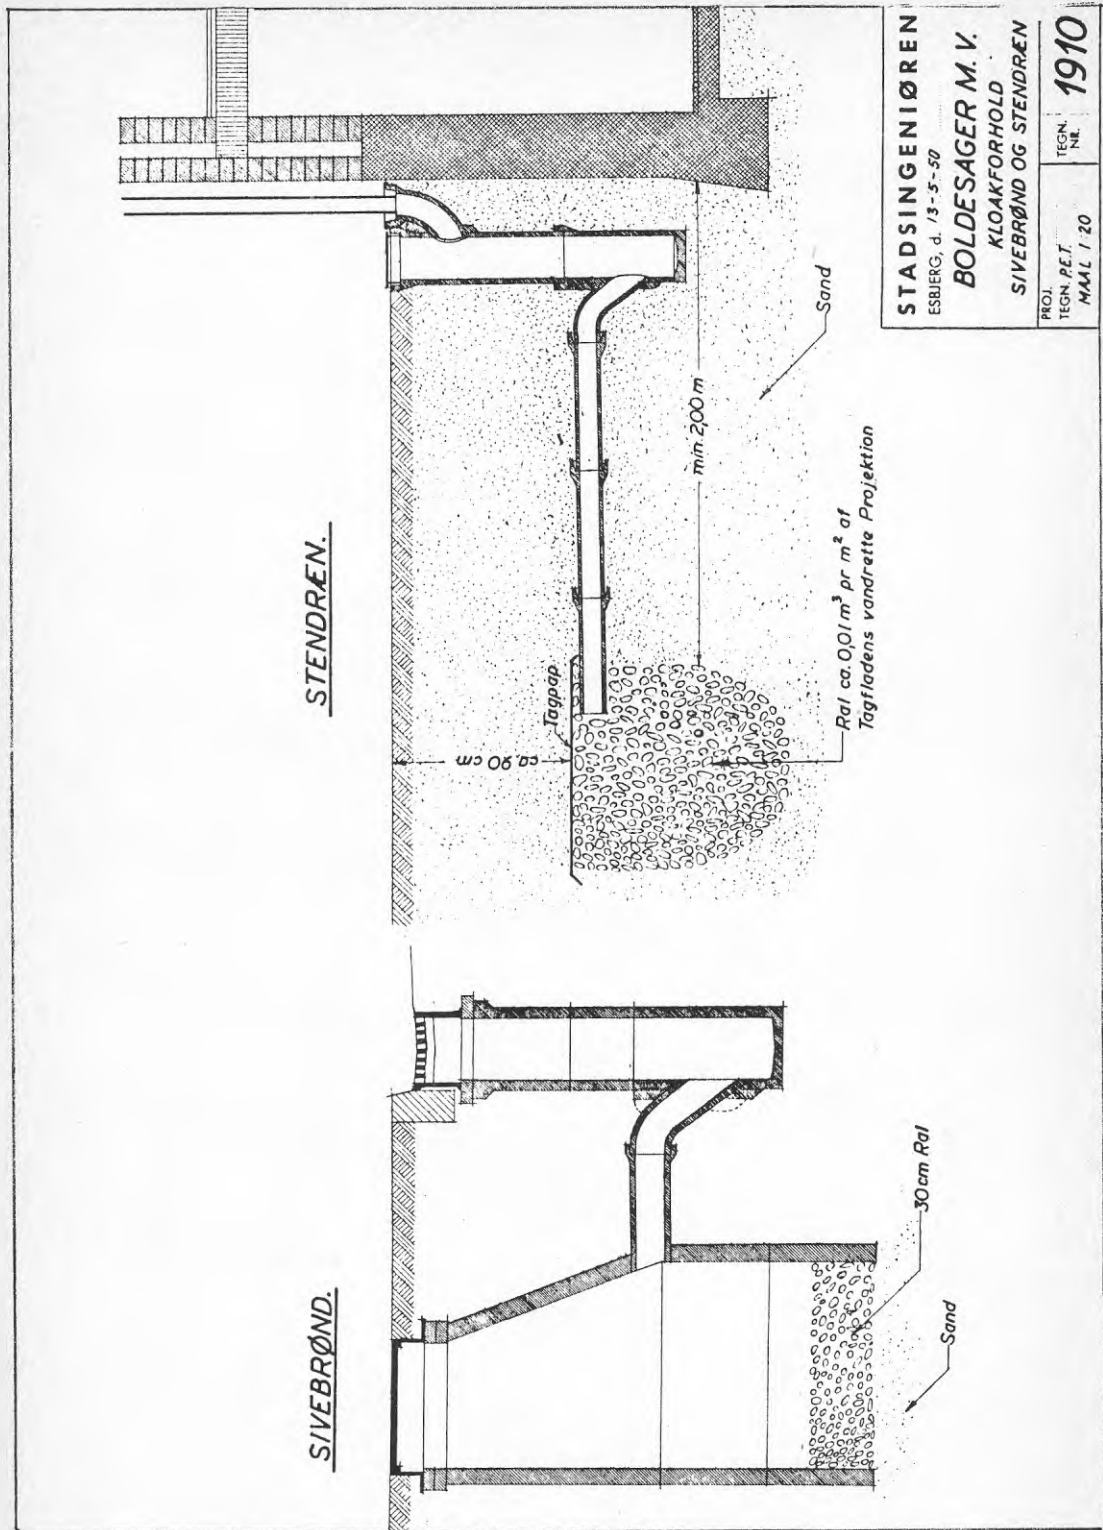 SIVEBRØND.
30 cm Ral
Sand
STENDRÆN.
ca. 90 cm
Tagpap
min. 2,00 m
Ral ca. 0,01 m³ pr m² af
Tagfladens vandrette Projektion
Sand
STADSINGENIØREN
ESBJERG, d. 13-5-50
BOLDESAGER M. V.
KLOAKFORHOLD
SIVEBRØND OG STENDRÆN
PROJ.
TEGN. P.E.T.
MAAL 1:20
TEGN. NR. 1910